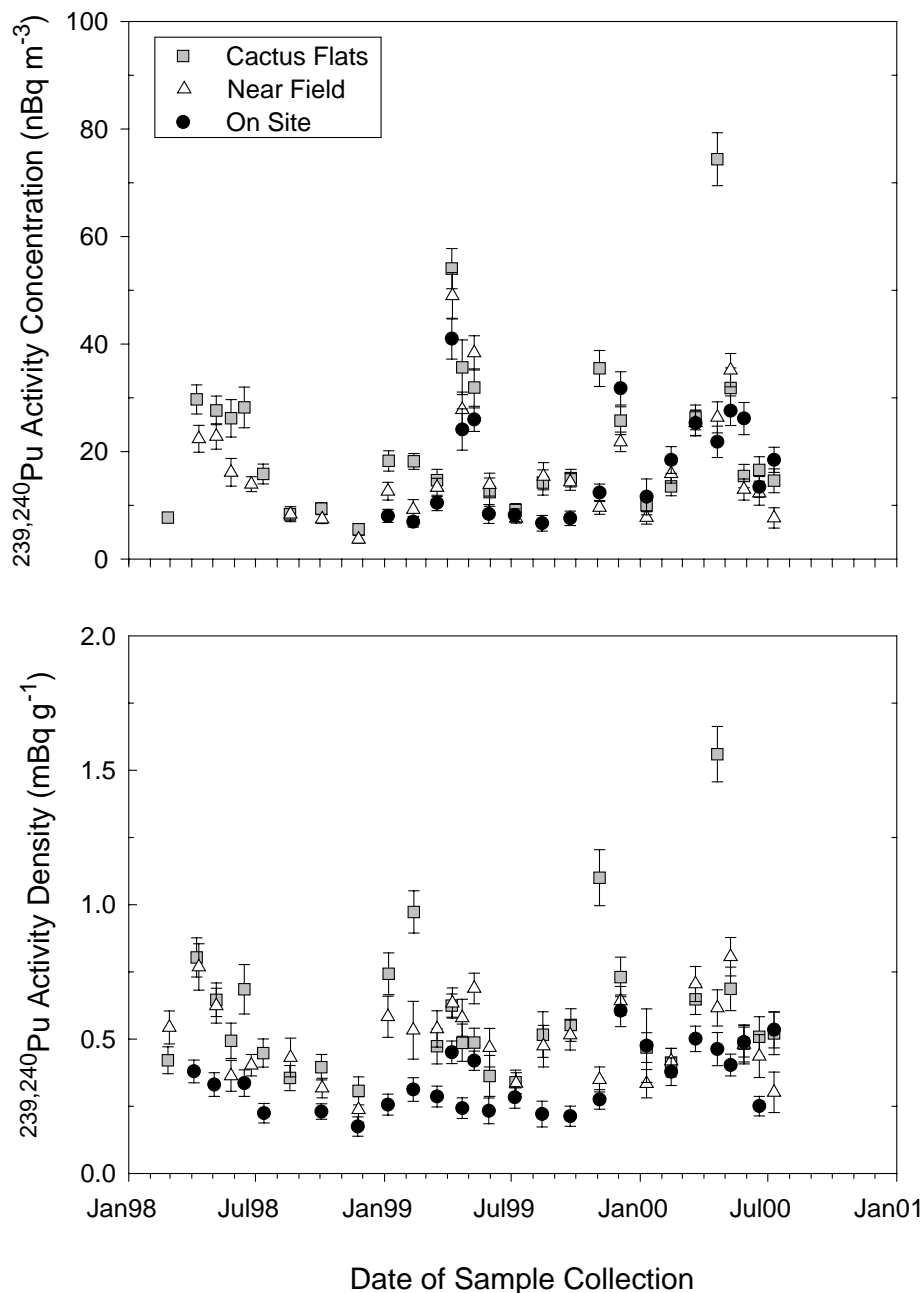 100
80
60
40
20
0
239,240Pu Activity Concentration (nBq m-3)
Cactus Flats
Near Field
On Site
2.0
1.5
1.0
0.5
0.0
239,240Pu Activity Density (mBq g-1)
Jan98 Jul98 Jan99 Jul99 Jan00 Jul00 Jan01
Date of Sample Collection